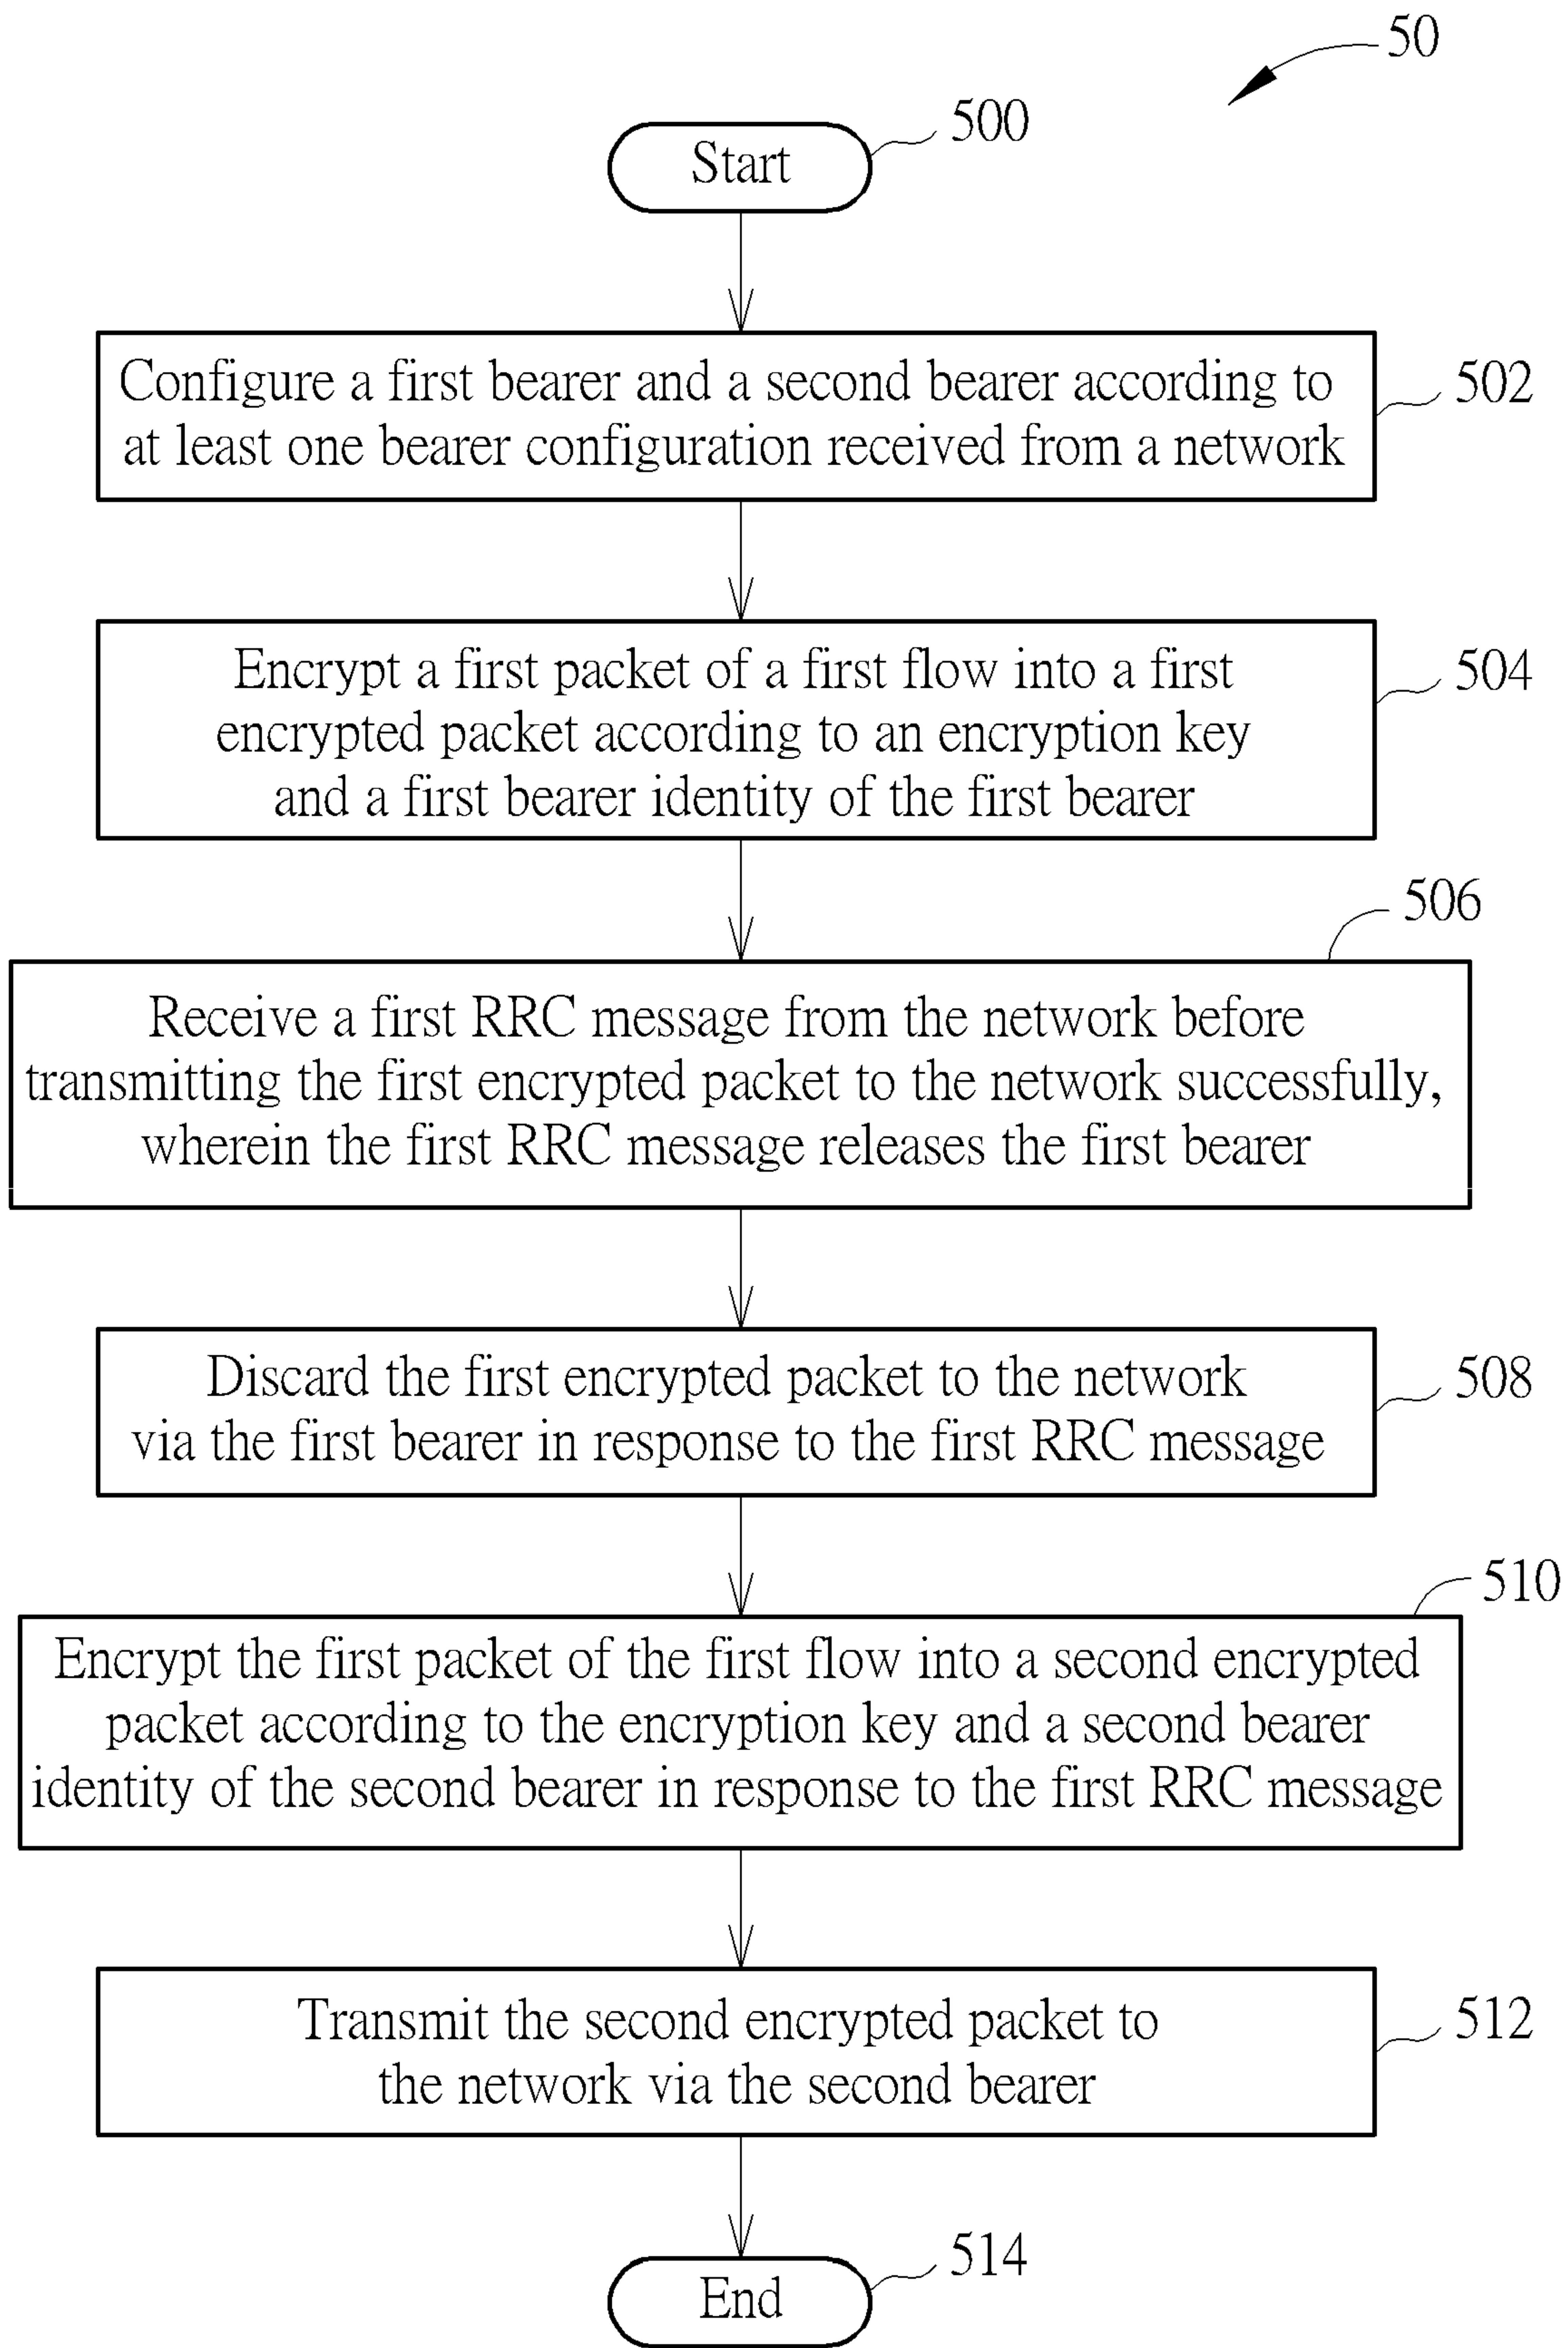 50
Start
500
Configure a first bearer and a second bearer according to
at least one bearer configuration received from a network
502
Encrypt a first packet of a first flow into a first
encrypted packet according to an encryption key
and a first bearer identity of the first bearer
504
506
Receive a first RRC message from the network before
transmitting the first encrypted packet to the network successfully,
wherein the first RRC message releases the first bearer
Discard the first encrypted packet to the network
via the first bearer in response to the first RRC message
508
510
Encrypt the first packet of the first flow into a second encrypted
packet according to the encryption key and a second bearer
identity of the second bearer in response to the first RRC message
Transmit the second encrypted packet to
the network via the second bearer
512
End
514